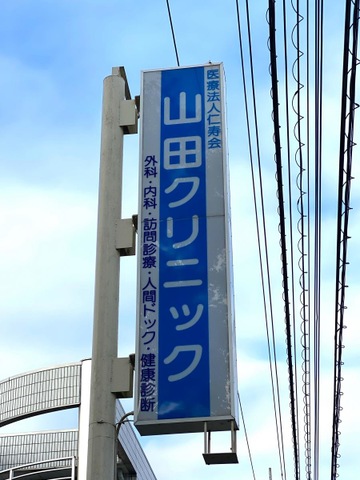 医療法人仁寿会
山田クリニック
外科・内科・訪問診療・人間ドック・健康診断